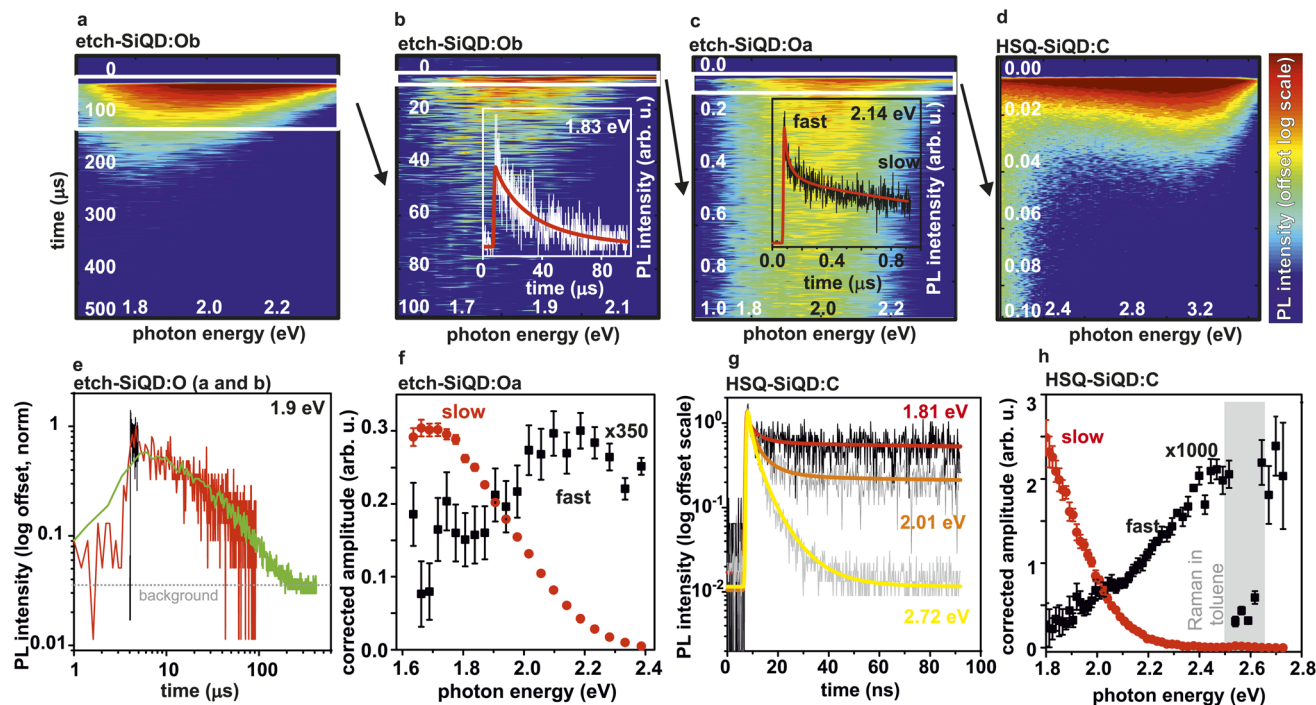 a
etch-SiQD:Ob
0
100
200
300
400
500
time (μs)
1.8
2.0
2.2
photon energy (eV)
b
etch-SiQD:Ob
0
20
40
60
80
100
1.83 eV
0
40
80
time (μs)
PL intensity (arb. u.)
1.7
1.9
2.1
photon energy (eV)
c
etch-SiQD:Oa
0.0
0.2
0.4
0.6
0.8
1.0
2.14 eV
fast
slow
0.0
0.4
0.8
time (μs)
PL inetensity (arb. u.)
1.8
2.0
2.2
photon energy (eV)
d
HSQ-SiQD:C
0.00
0.02
0.04
0.06
0.08
0.10
2.4
2.8
3.2
photon energy (eV)
PL intensity (offset log scale)
e
etch-SiQD:O (a and b)
1.9 eV
1
0.1
0.01
PL intensity (log offset, norm)
background
1
10
100
time (μs)
f
etch-SiQD:Oa
slow
x350
fast
0.3
0.2
0.1
0.0
corrected amplitude (arb. u.)
1.6
1.8
2.0
2.2
2.4
photon energy (eV)
g
HSQ-SiQD:C
1.81 eV
2.01 eV
2.72 eV
10⁰
10⁻¹
10⁻²
PL intensity (log offset scale)
0
20
40
60
80
100
time (ns)
h
HSQ-SiQD:C
slow
x1000
fast
Raman in
toluene
3
2
1
0
corrected amplitude (arb. u.)
1.8
2.0
2.2
2.4
2.6
2.8
photon energy (eV)